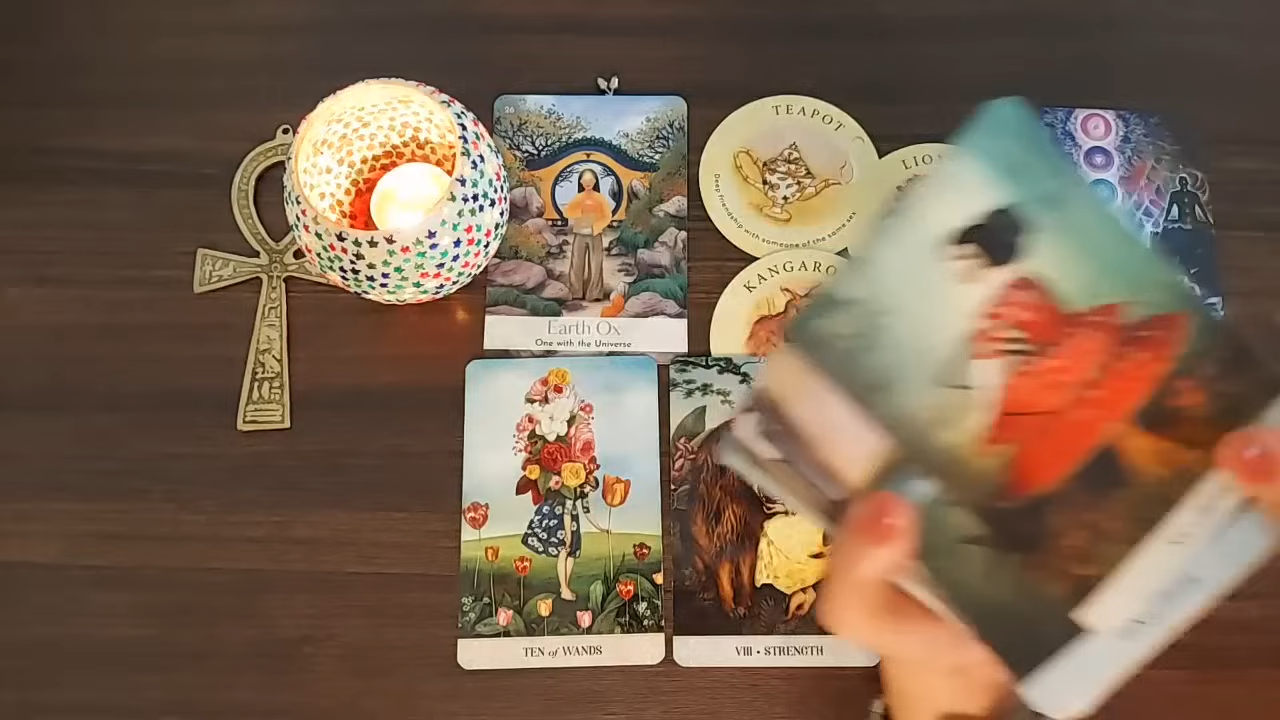 26
Earth Ox
One with the Universe
TEAPOT
Deep friendship with someone of the same sex
TEN of WANDS
VIII • STRENGTH